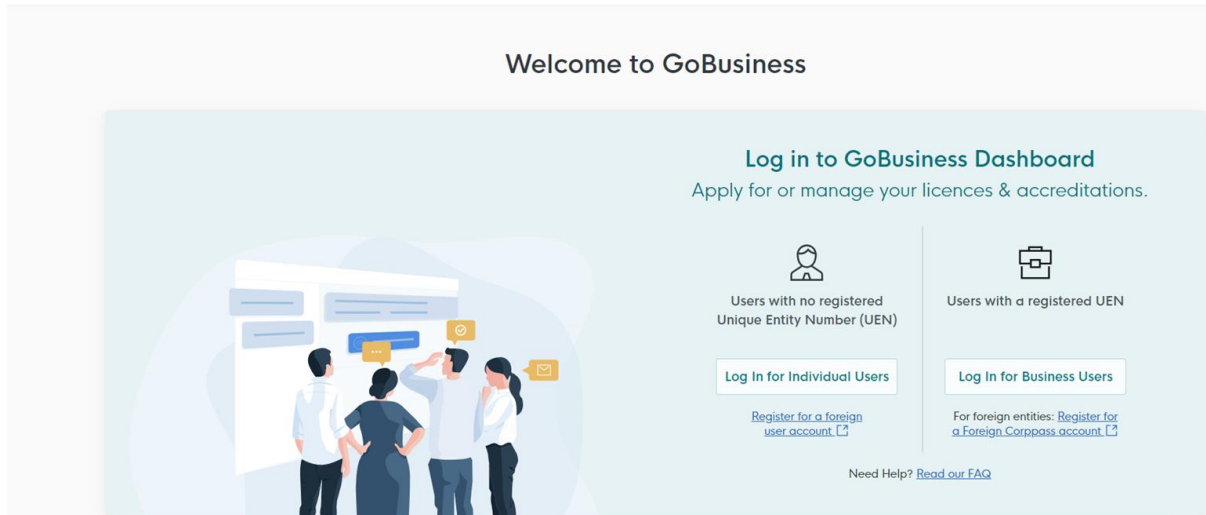 Welcome to GoBusiness
Log in to GoBusiness Dashboard
Apply for or manage your licences & accreditations.
Users with no registered
Unique Entity Number (UEN)
Log In for Individual Users
Register for a foreign
user account
Users with a registered UEN
Log In for Business Users
For foreign entities: Register for
a Foreign Corppass account
Need Help? Read our FAQ